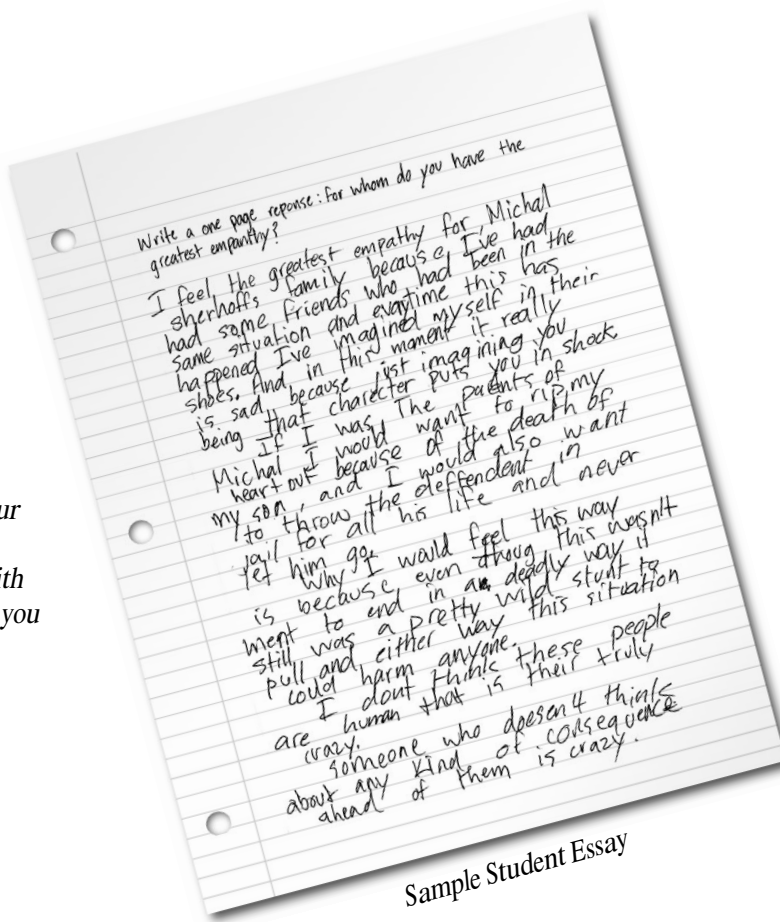 Write a one page reponse: for whom do you have the
greatest empanthy?
I feel the greatest empathy for Michal
sherhoffs family because I've had
had some friends who had been in the
same situation and evaytime this has
happened I've imagined myself in their
shoes. And, in this moment it really
is sad because just imagining you
being that charecter puts you in shock
If I was The parents of
Michal I would want to rip my
heart out because of the death of
my son, and I would also want
to throw the deffendent in
jail for all his life and never
let him go.
Why I would feel this way
is because even thoug this wasn't
ment to end in a deadly way it
still was a pretty wild stunt to
pull and either way this situation
could harm anyone.
I dont think these people
are human that is their truly
crazy.
someone who doesen4 thinks
about any kind of consequence
ahead of them is crazy.
ur
ith
you
Sample Student Essay